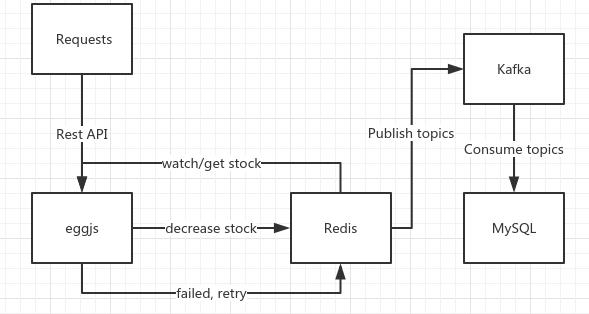 Requests
Kafka
Rest API
Publish topics
Consume topics
watch/get stock
eggjs
decrease stock
Redis
MySQL
failed, retry